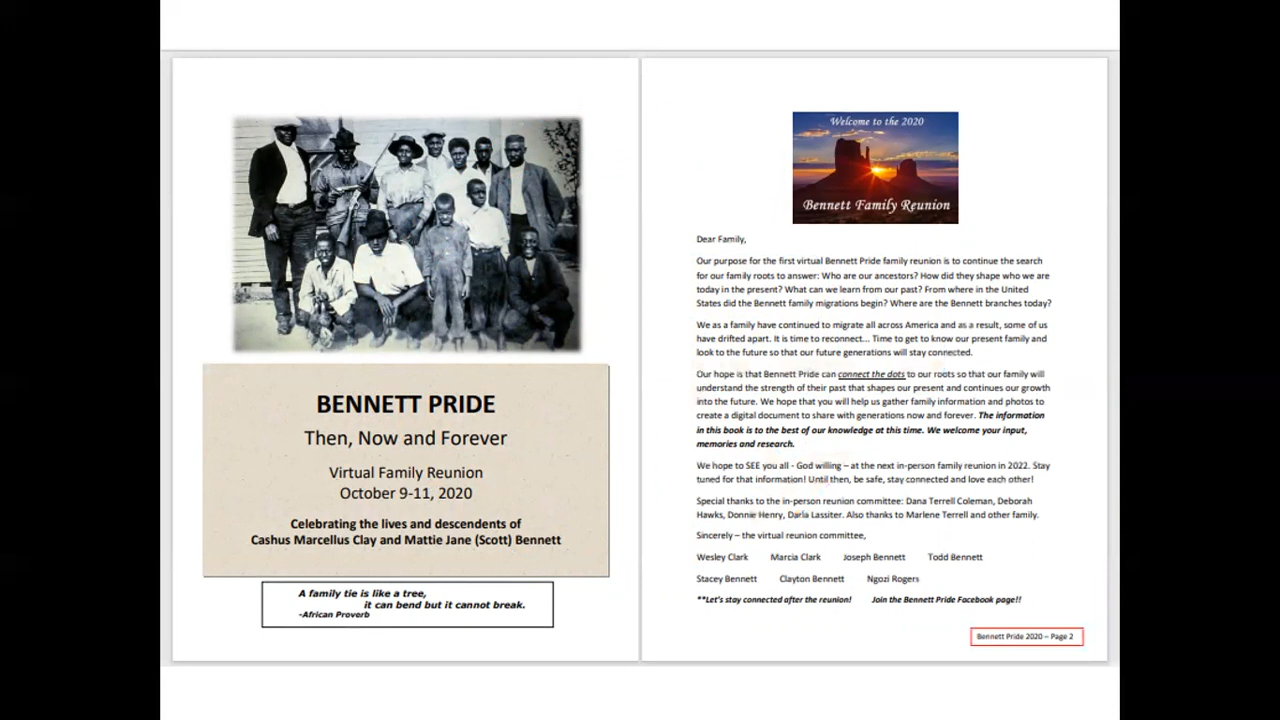 BENNETT PRIDE
Then, Now and Forever
Virtual Family Reunion
October 9-11, 2020
Celebrating the lives and descendents of
Cashus Marcellus Clay and Mattie Jane (Scott) Bennett
A family tie is like a tree,
it can bend but it cannot break.
-African Proverb
Welcome to the 2020
Bennett Family Reunion
Dear Family,
Our purpose for the first virtual Bennett Pride family reunion is to continue the search
for our family roots to answer: Who are our ancestors? How did they shape who we are
today in the present? What can we learn from our past? From where in the United
States did the Bennett family migrations begin? Where are the Bennett branches today?
We as a family have continued to migrate all across America and as a result, some of us
have drifted apart. It is time to reconnect... Time to get to know our present family and
look to the future so that our future generations will stay connected.
Our hope is that Bennett Pride can connect the dots to our roots so that our family will
understand the strength of their past that shapes our present and continues our growth
into the future. We hope that you will help us gather family information and photos to
create a digital document to share with generations now and forever. The information
in this book is to the best of our knowledge at this time. We welcome your input,
memories and research.
We hope to SEE you all - God willing – at the next in-person family reunion in 2022. Stay
tuned for that information! Until then, be safe, stay connected and love each other!
Special thanks to the in-person reunion committee: Dana Terrell Coleman, Deborah
Hawks, Donnie Henry, Darla Lassiter. Also thanks to Marlene Terrell and other family.
Sincerely – the virtual reunion committee,
Wesley Clark Marcia Clark Joseph Bennett Todd Bennett
Stacey Bennett Clayton Bennett Ngozi Rogers
**Let's stay connected after the reunion! Join the Bennett Pride Facebook page!!
Bennett Pride 2020 – Page 2